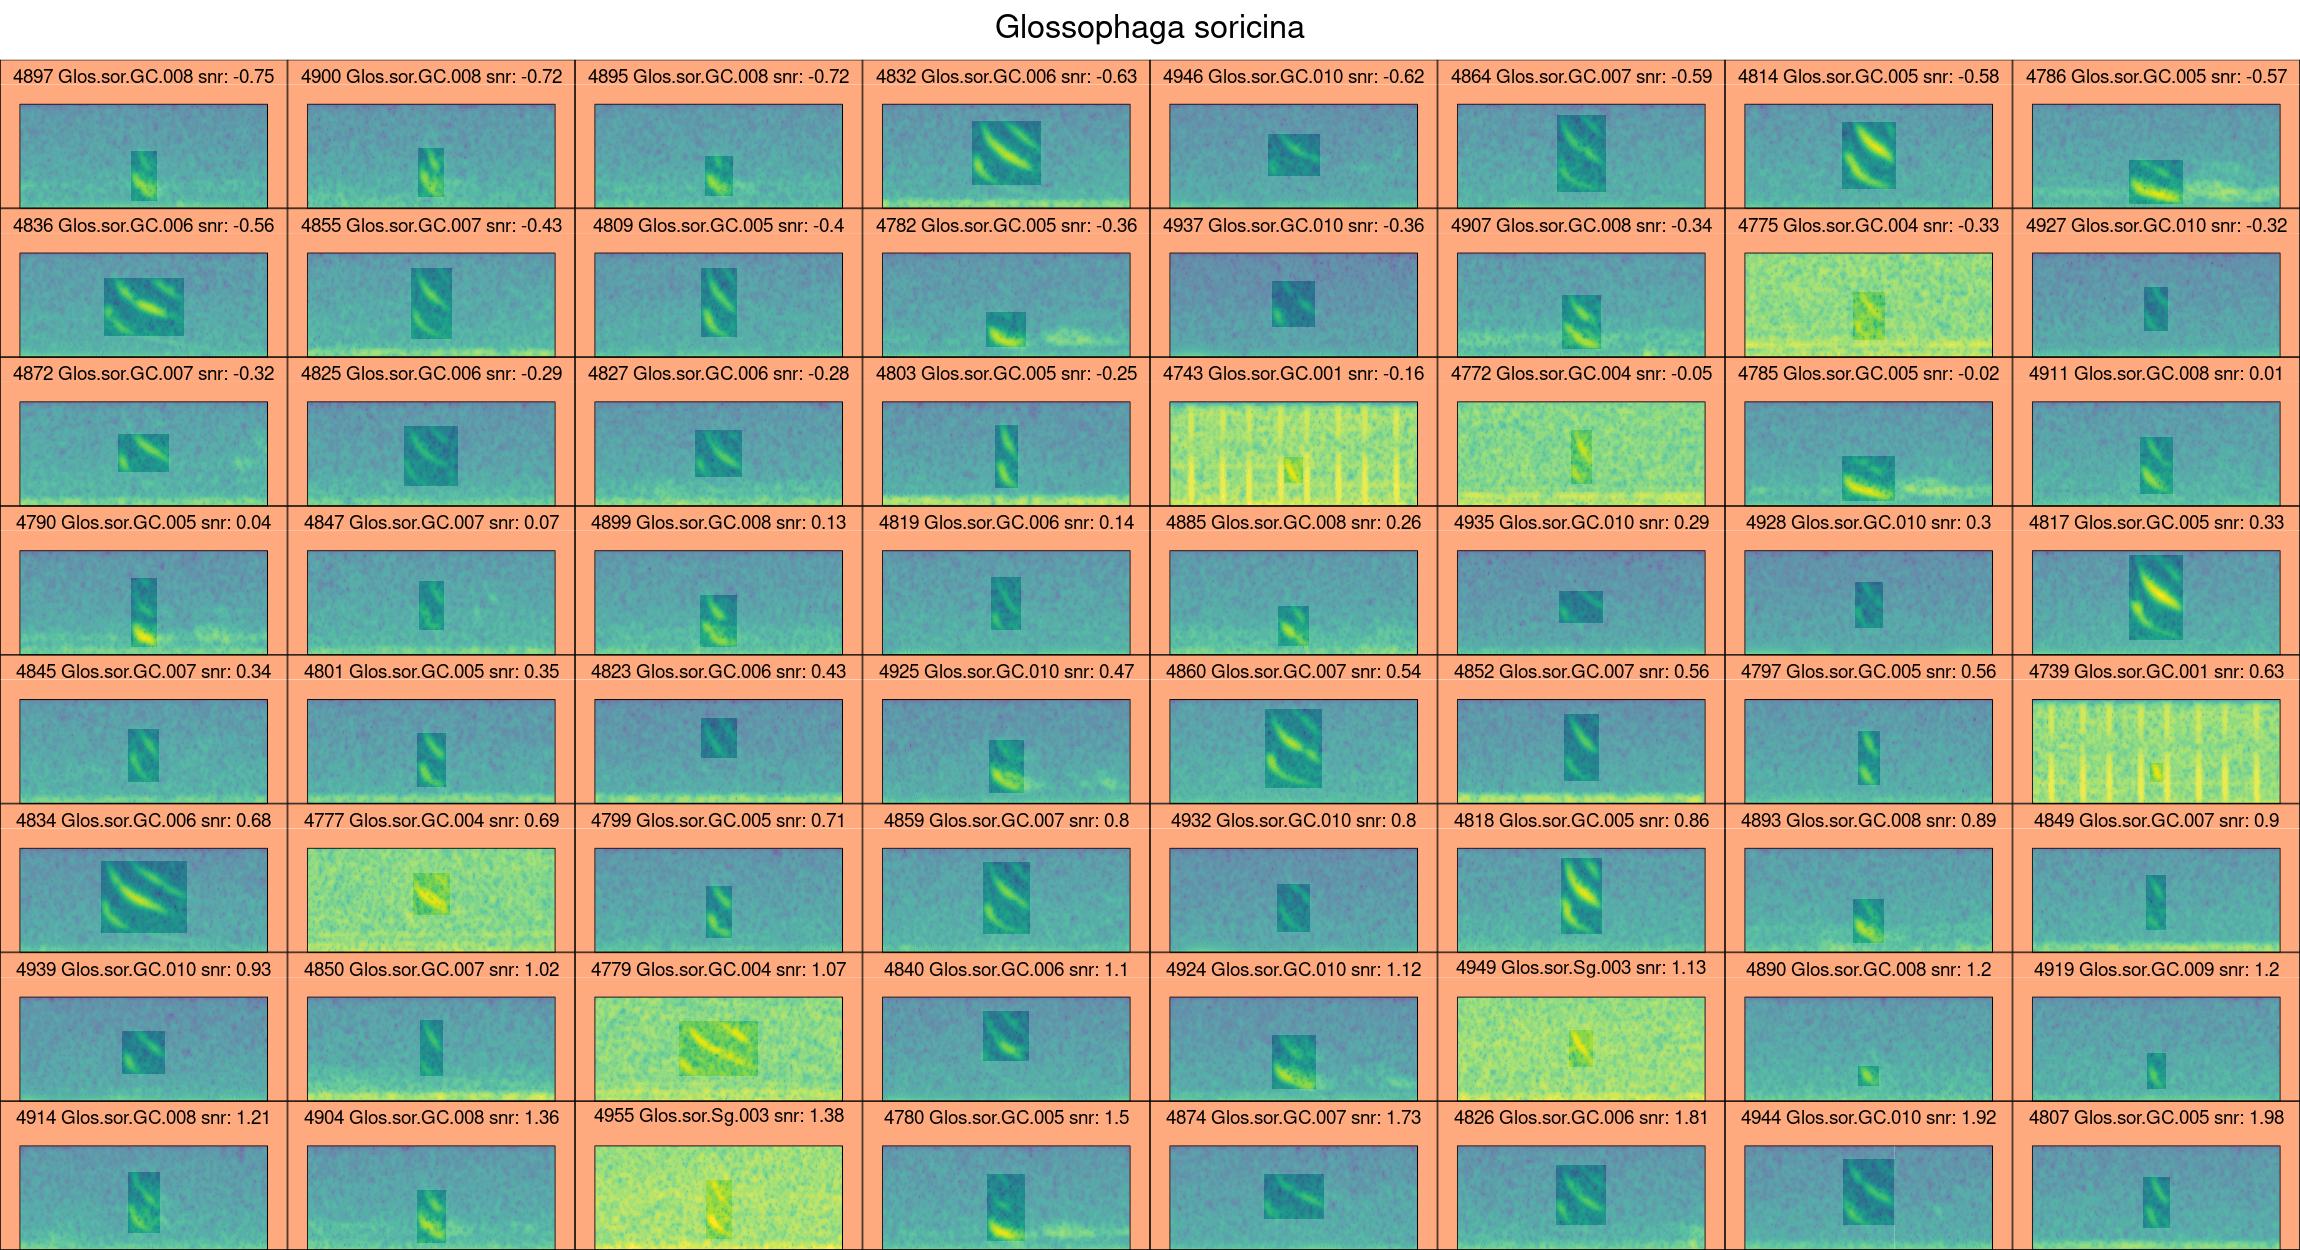 Glossophaga soricina
4897 Glos.sor.GC.008 snr: -0.75
4900 Glos.sor.GC.008 snr: -0.72
4895 Glos.sor.GC.008 snr: -0.72
4832 Glos.sor.GC.006 snr: -0.63
4946 Glos.sor.GC.010 snr: -0.62
4864 Glos.sor.GC.007 snr: -0.59
4814 Glos.sor.GC.005 snr: -0.58
4786 Glos.sor.GC.005 snr: -0.57
4836 Glos.sor.GC.006 snr: -0.56
4855 Glos.sor.GC.007 snr: -0.43
4809 Glos.sor.GC.005 snr: -0.4
4782 Glos.sor.GC.005 snr: -0.36
4937 Glos.sor.GC.010 snr: -0.36
4907 Glos.sor.GC.008 snr: -0.34
4775 Glos.sor.GC.004 snr: -0.33
4927 Glos.sor.GC.010 snr: -0.32
4872 Glos.sor.GC.007 snr: -0.32
4825 Glos.sor.GC.006 snr: -0.29
4827 Glos.sor.GC.006 snr: -0.28
4803 Glos.sor.GC.005 snr: -0.25
4743 Glos.sor.GC.001 snr: -0.16
4772 Glos.sor.GC.004 snr: -0.05
4785 Glos.sor.GC.005 snr: -0.02
4911 Glos.sor.GC.008 snr: 0.01
4790 Glos.sor.GC.005 snr: 0.04
4847 Glos.sor.GC.007 snr: 0.07
4899 Glos.sor.GC.008 snr: 0.13
4819 Glos.sor.GC.006 snr: 0.14
4885 Glos.sor.GC.008 snr: 0.26
4935 Glos.sor.GC.010 snr: 0.29
4928 Glos.sor.GC.010 snr: 0.3
4817 Glos.sor.GC.005 snr: 0.33
4845 Glos.sor.GC.007 snr: 0.34
4801 Glos.sor.GC.005 snr: 0.35
4823 Glos.sor.GC.006 snr: 0.43
4925 Glos.sor.GC.010 snr: 0.47
4860 Glos.sor.GC.007 snr: 0.54
4852 Glos.sor.GC.007 snr: 0.56
4797 Glos.sor.GC.005 snr: 0.56
4739 Glos.sor.GC.001 snr: 0.63
4834 Glos.sor.GC.006 snr: 0.68
4777 Glos.sor.GC.004 snr: 0.69
4799 Glos.sor.GC.005 snr: 0.71
4859 Glos.sor.GC.007 snr: 0.8
4932 Glos.sor.GC.010 snr: 0.8
4818 Glos.sor.GC.005 snr: 0.86
4893 Glos.sor.GC.008 snr: 0.89
4849 Glos.sor.GC.007 snr: 0.9
4939 Glos.sor.GC.010 snr: 0.93
4850 Glos.sor.GC.007 snr: 1.02
4779 Glos.sor.GC.004 snr: 1.07
4840 Glos.sor.GC.006 snr: 1.1
4924 Glos.sor.GC.010 snr: 1.12
4949 Glos.sor.Sg.003 snr: 1.13
4890 Glos.sor.GC.008 snr: 1.2
4919 Glos.sor.GC.009 snr: 1.2
4914 Glos.sor.GC.008 snr: 1.21
4904 Glos.sor.GC.008 snr: 1.36
4955 Glos.sor.Sg.003 snr: 1.38
4780 Glos.sor.GC.005 snr: 1.5
4874 Glos.sor.GC.007 snr: 1.73
4826 Glos.sor.GC.006 snr: 1.81
4944 Glos.sor.GC.010 snr: 1.92
4807 Glos.sor.GC.005 snr: 1.98